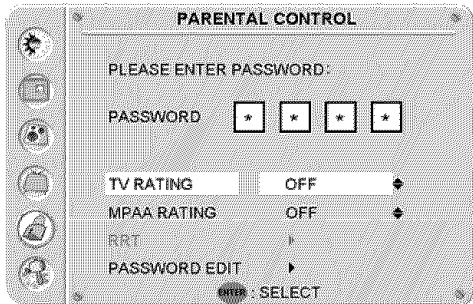 PARENTAL CONTROL
PLEASE ENTER PASSWORD:
PASSWORD * * * *
TV RATING OFF
MPAA RATING OFF
RRT
PASSWORD EDIT
ENTER : SELECT